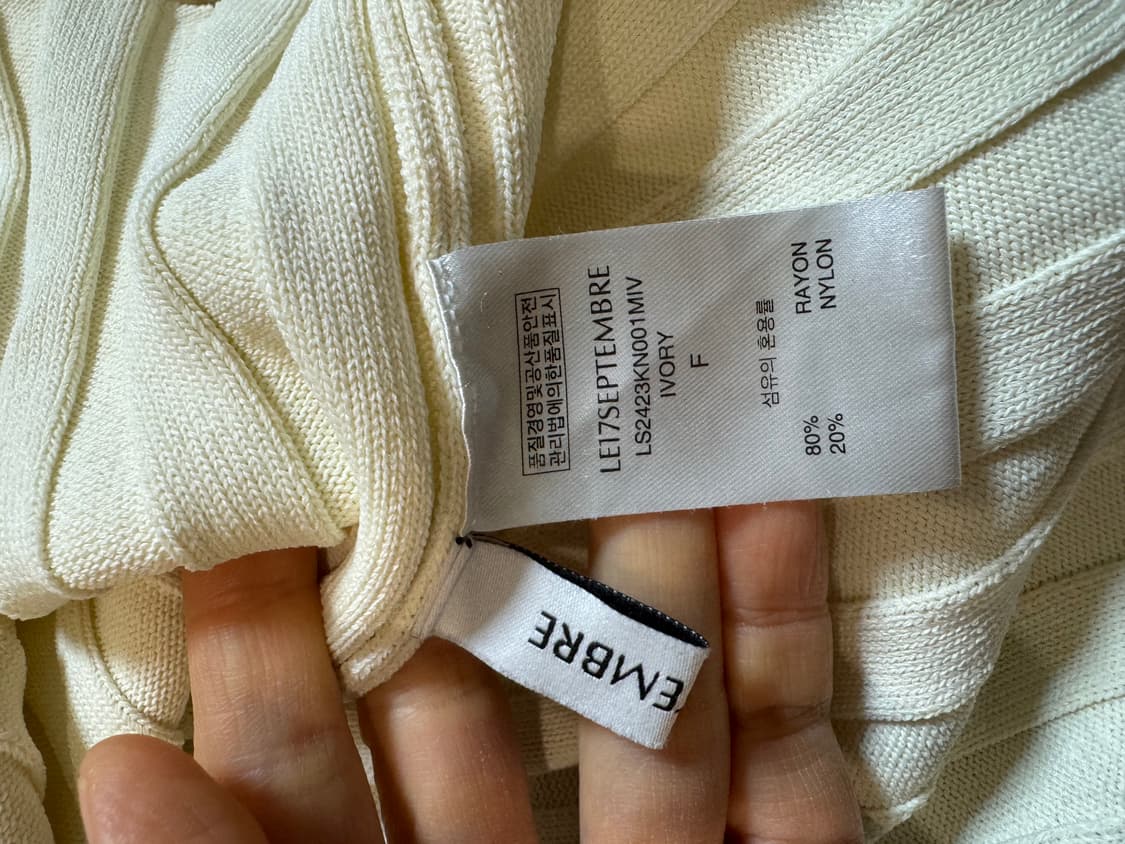 품질경영및공산품안전
관리법에의한품질표시
LE17SEPTEMBRE
LS2423KN001MIV
IVORY
F
섬유의 혼용률
80% RAYON
20% NYLON
EMBRE